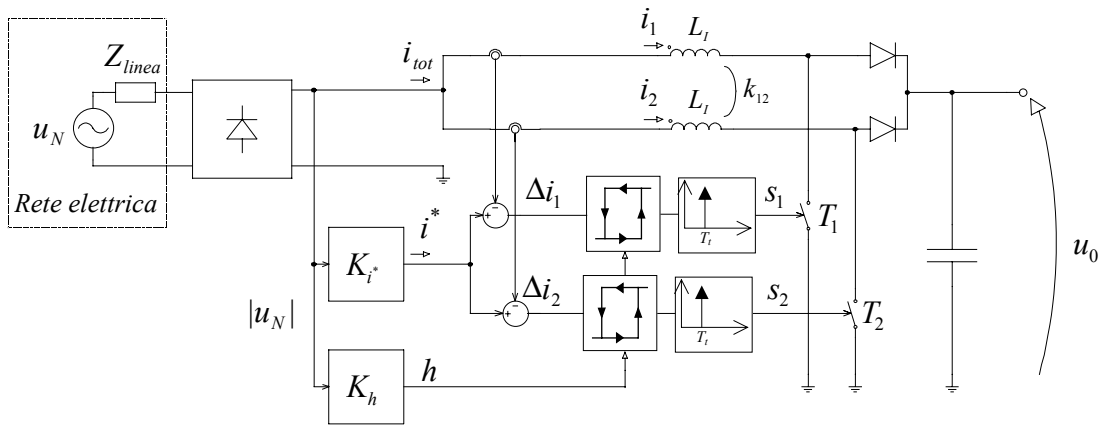 Z_linea
u_N
Rete elettrica
i_tot
i_1
L_I
i_2
L_I
k_12
|u_N|
K_i*
i*
K_h
h
+
−
Δi_1
T_t
s_1
T_1
+
−
Δi_2
T_t
s_2
T_2
u_0